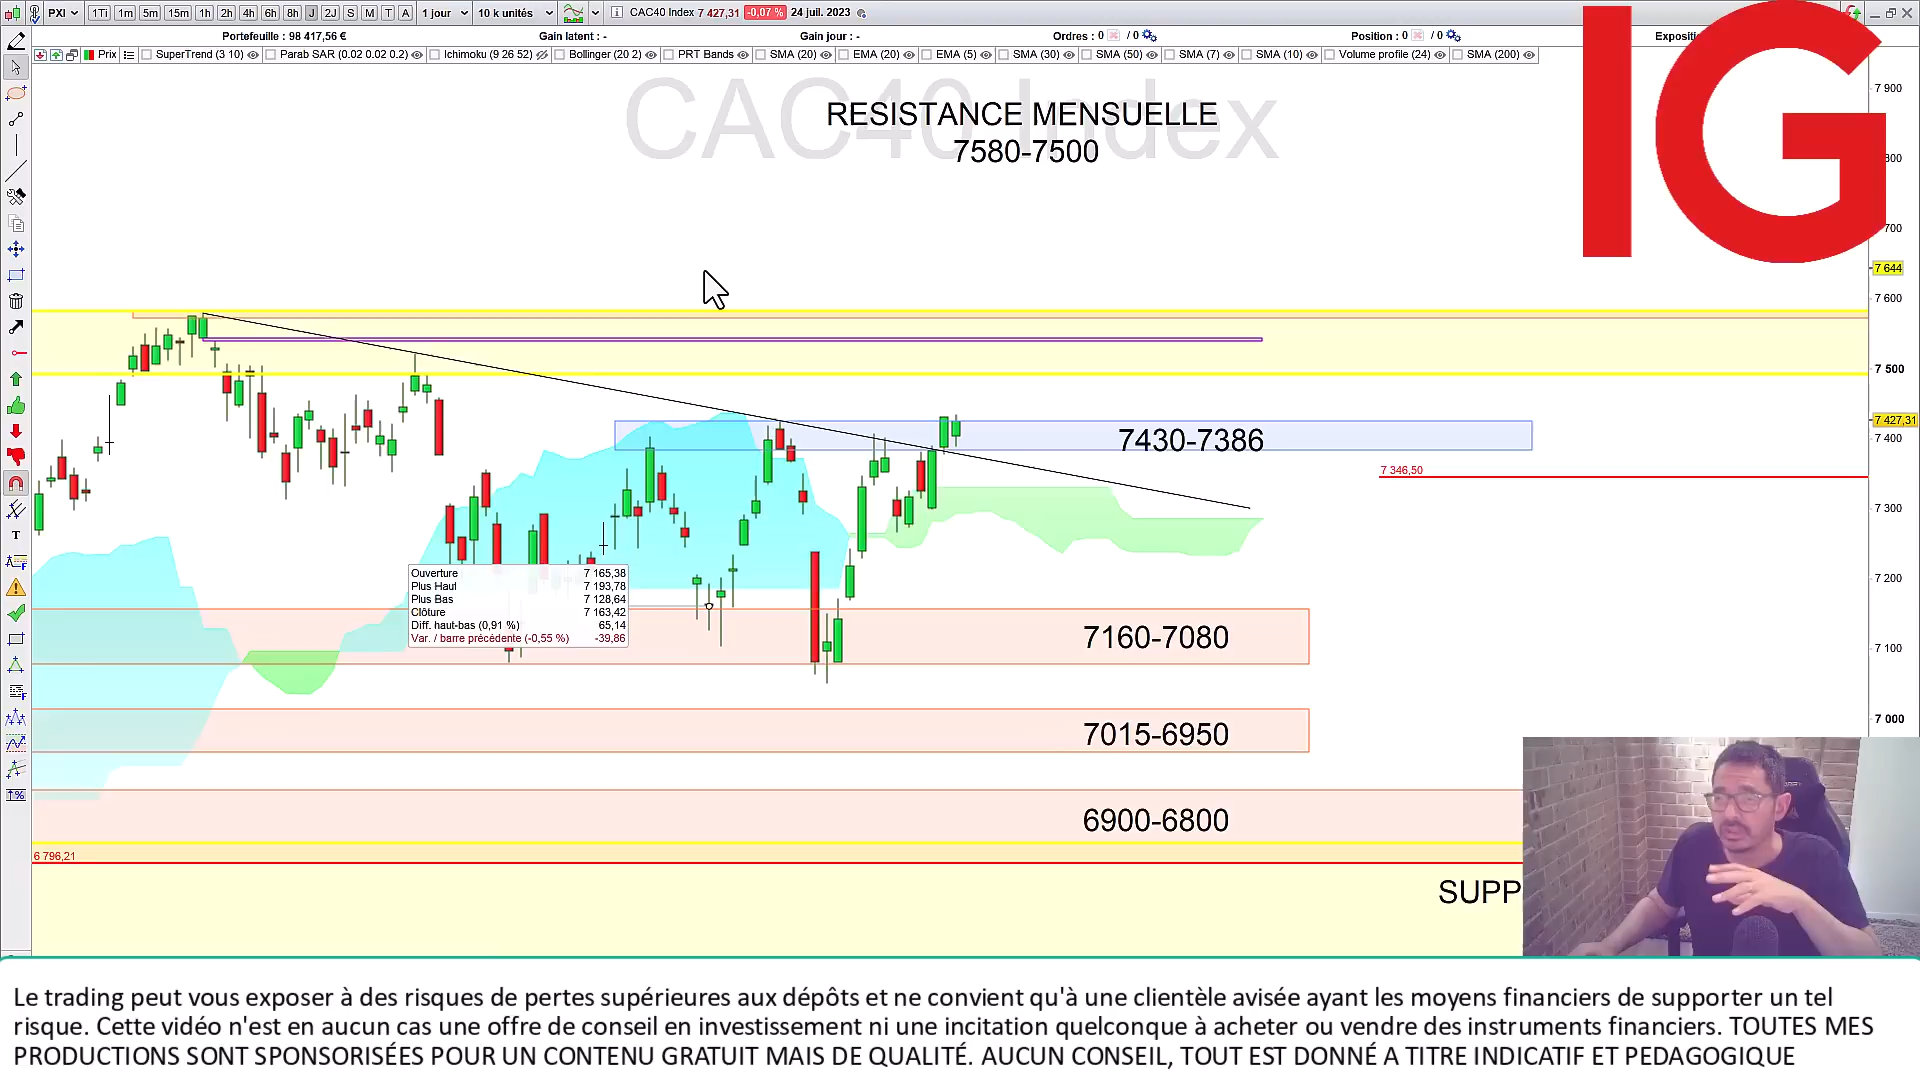 PXI 1Ti 1m 5m 15m 1h 2h 4h 6h 8h J 2J S M T A 1 jour 10 k unités CAC40 Index 7 427,31 -0,07 % 24 juil. 2023
Portefeuille : 98 417,56 € Gain latent : - Gain jour : - Ordres : 0 / 0 Position : 0 / 0
Prix SuperTrend (3 10) Parab SAR (0.02 0.02 0.2) Ichimoku (9 26 52) Bollinger (20 2) PRT Bands SMA (20) EMA (20) EMA (5) SMA (30) SMA (50) SMA (7) SMA (10) Volume profile (24) SMA (200)
IG
CAC40 Index
RESISTANCE MENSUELLE
7580-7500
7 900
7 644
7 600
7 500
7 427,31
7 400
7430-7386
7 346,50
7 300
7 200
7 100
7 000
Ouverture 7 165,38
Plus Haut 7 193,78
Plus Bas 7 128,64
Clôture 7 163,42
Diff. haut-bas (0,91 %) 65,14
Var. / barre précédente (-0,55 %) -39,86
7160-7080
7015-6950
6900-6800
6 796,21
SUPP
Le trading peut vous exposer à des risques de pertes supérieures aux dépôts et ne convient qu'à une clientèle avisée ayant les moyens financiers de supporter un tel
risque. Cette vidéo n'est en aucun cas une offre de conseil en investissement ni une incitation quelconque à acheter ou vendre des instruments financiers. TOUTES MES
PRODUCTIONS SONT SPONSORISÉES POUR UN CONTENU GRATUIT MAIS DE QUALITÉ. AUCUN CONSEIL, TOUT EST DONNÉ A TITRE INDICATIF ET PEDAGOGIQUE